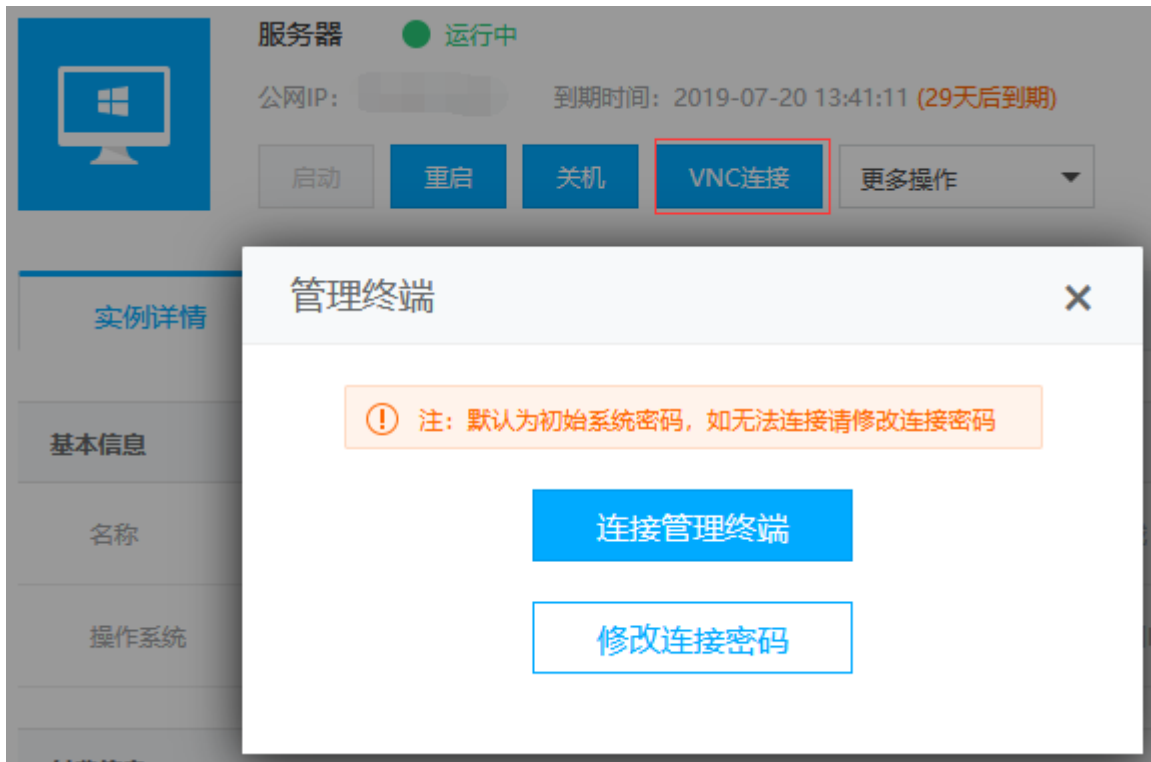 服务器 运行中
公网IP: 到期时间: 2019-07-20 13:41:11 (29天后到期)
启动 重启 关机 VNC连接 更多操作
实例详情
管理终端
注：默认为初始系统密码，如无法连接请修改连接密码
基本信息
连接管理终端
名称
修改连接密码
操作系统